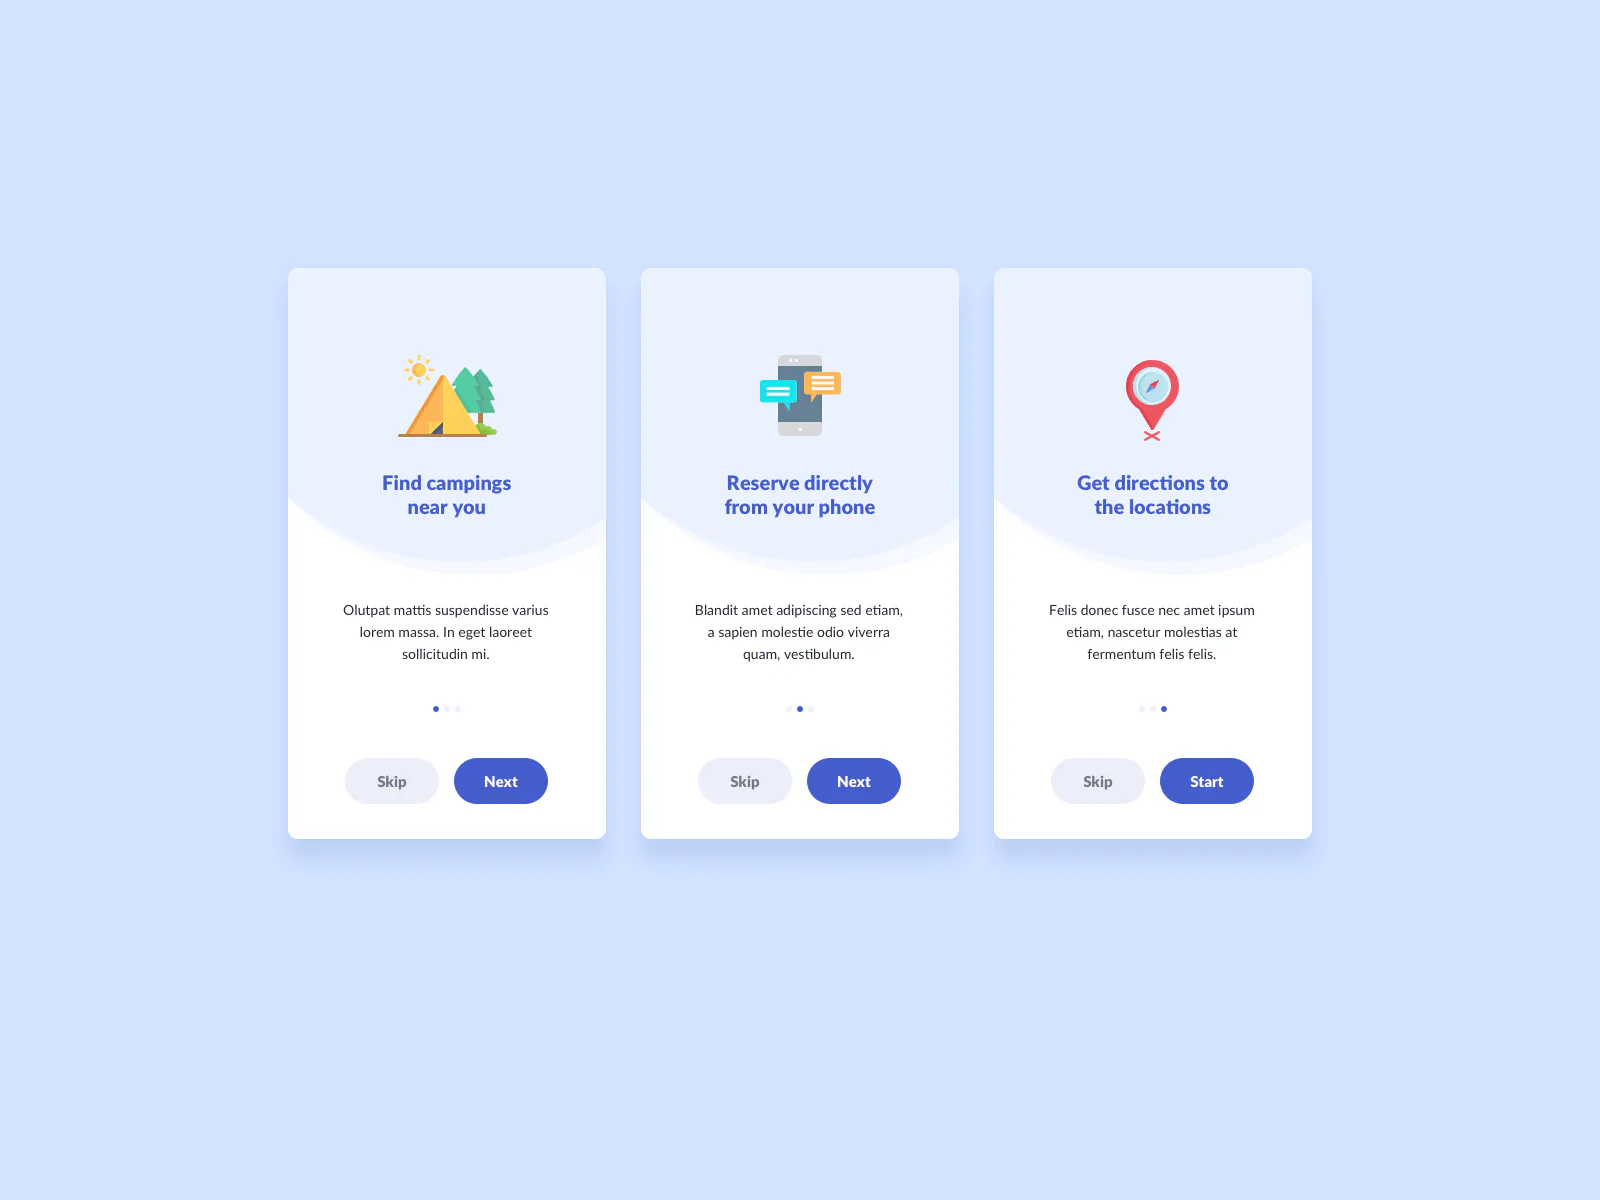 Find campings
near you
Olutpat mattis suspendisse varius
lorem massa. In eget laoreet
sollicitudin mi.
Skip
Next
Reserve directly
from your phone
Blandit amet adipiscing sed etiam,
a sapien molestie odio viverra
quam, vestibulum.
Skip
Next
Get directions to
the locations
Felis donec fusce nec amet ipsum
etiam, nascetur molestias at
fermentum felis felis.
Skip
Start